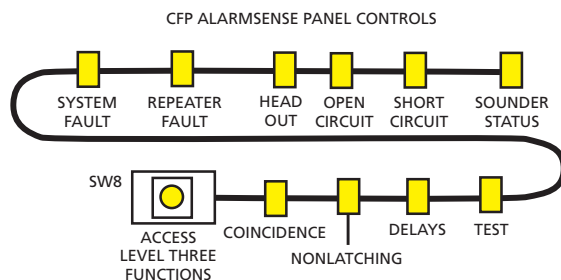 CFP ALARMSENSE PANEL CONTROLS
SYSTEM
FAULT
REPEATER
FAULT
HEAD
OUT
OPEN
CIRCUIT
SHORT
CIRCUIT
SOUNDER
STATUS
SW8
ACCESS
LEVEL THREE
FUNCTIONS
COINCIDENCE
NONLATCHING
DELAYS
TEST